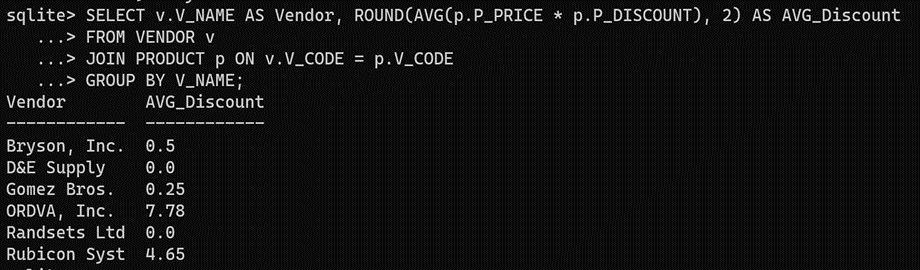 sqlite> SELECT v.V_NAME AS Vendor, ROUND(AVG(p.P_PRICE * p.P_DISCOUNT), 2) AS AVG_Discount
   ...> FROM VENDOR v
   ...> JOIN PRODUCT p ON v.V_CODE = p.V_CODE
   ...> GROUP BY V_NAME;
Vendor        AVG_Discount
------------  ------------
Bryson, Inc.  0.5
D&E Supply    0.0
Gomez Bros.   0.25
ORDVA, Inc.   7.78
Randsets Ltd  0.0
Rubicon Syst  4.65